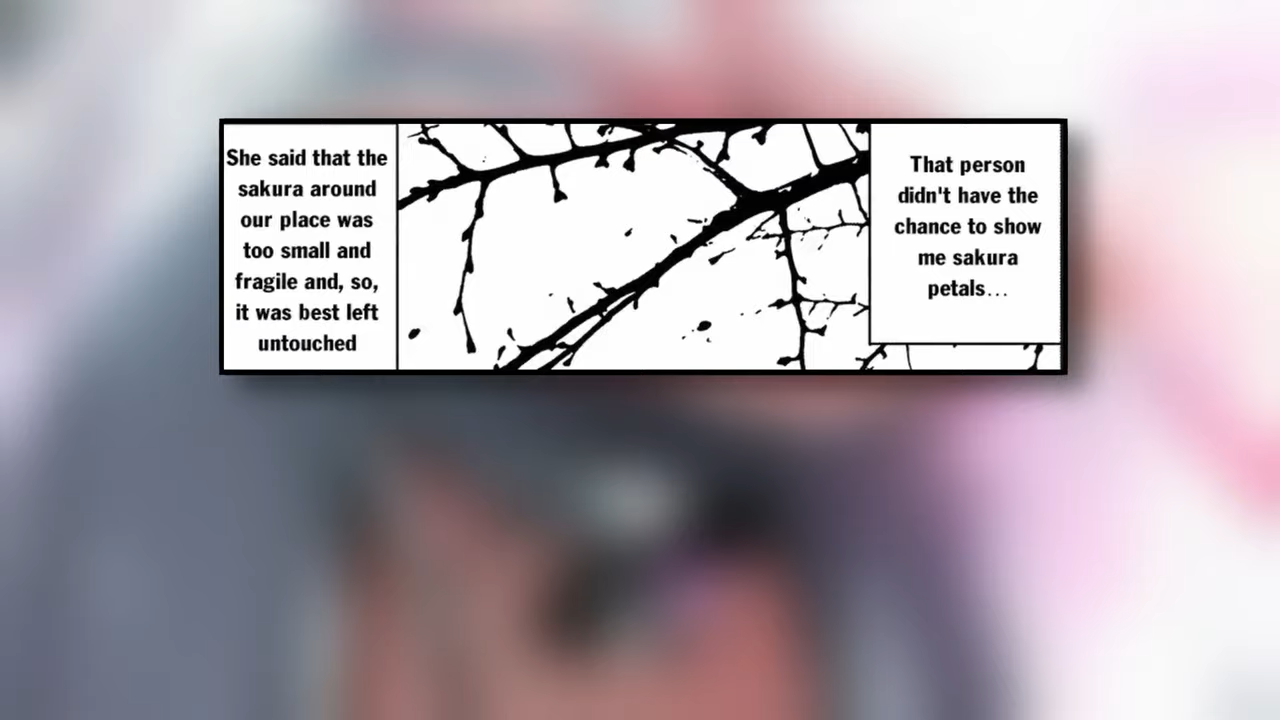 She said that the
sakura around
our place was
too small and
fragile and, so,
it was best left
untouched
That person
didn't have the
chance to show
me sakura
petals...